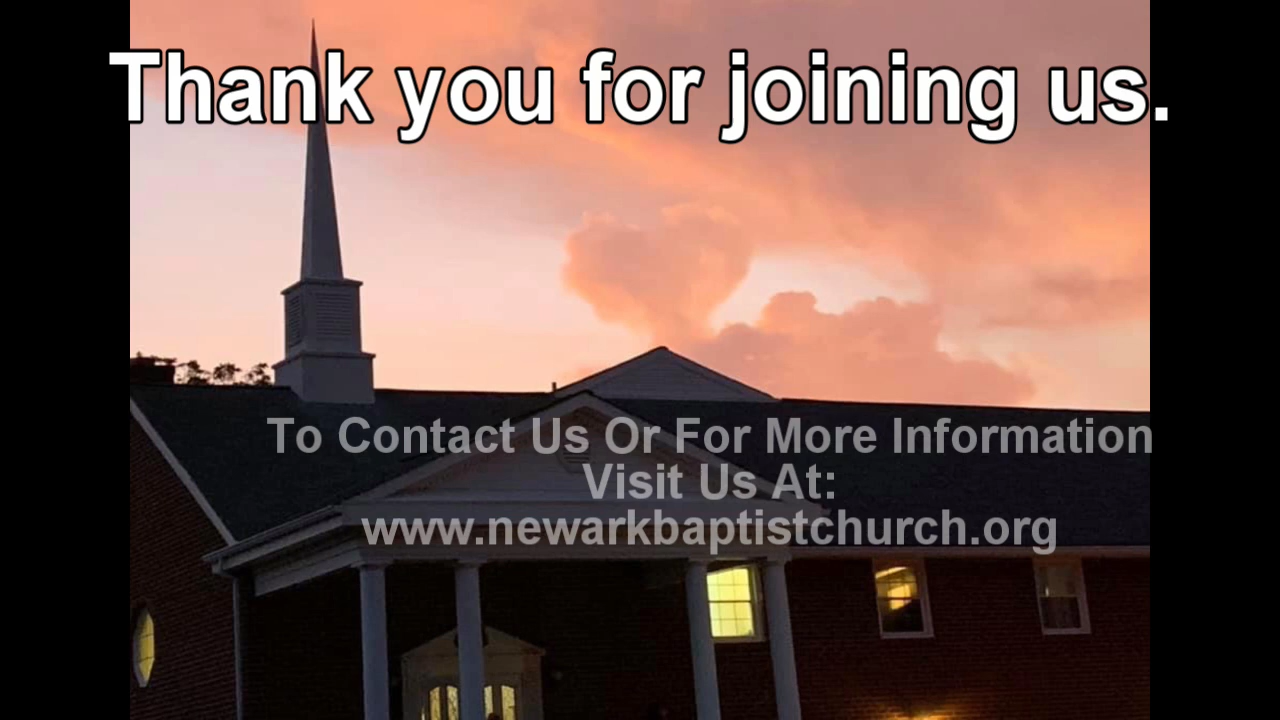 Thank you for joining us.
To Contact Us Or For More Information
Visit Us At:
www.newarkbaptistchurch.org